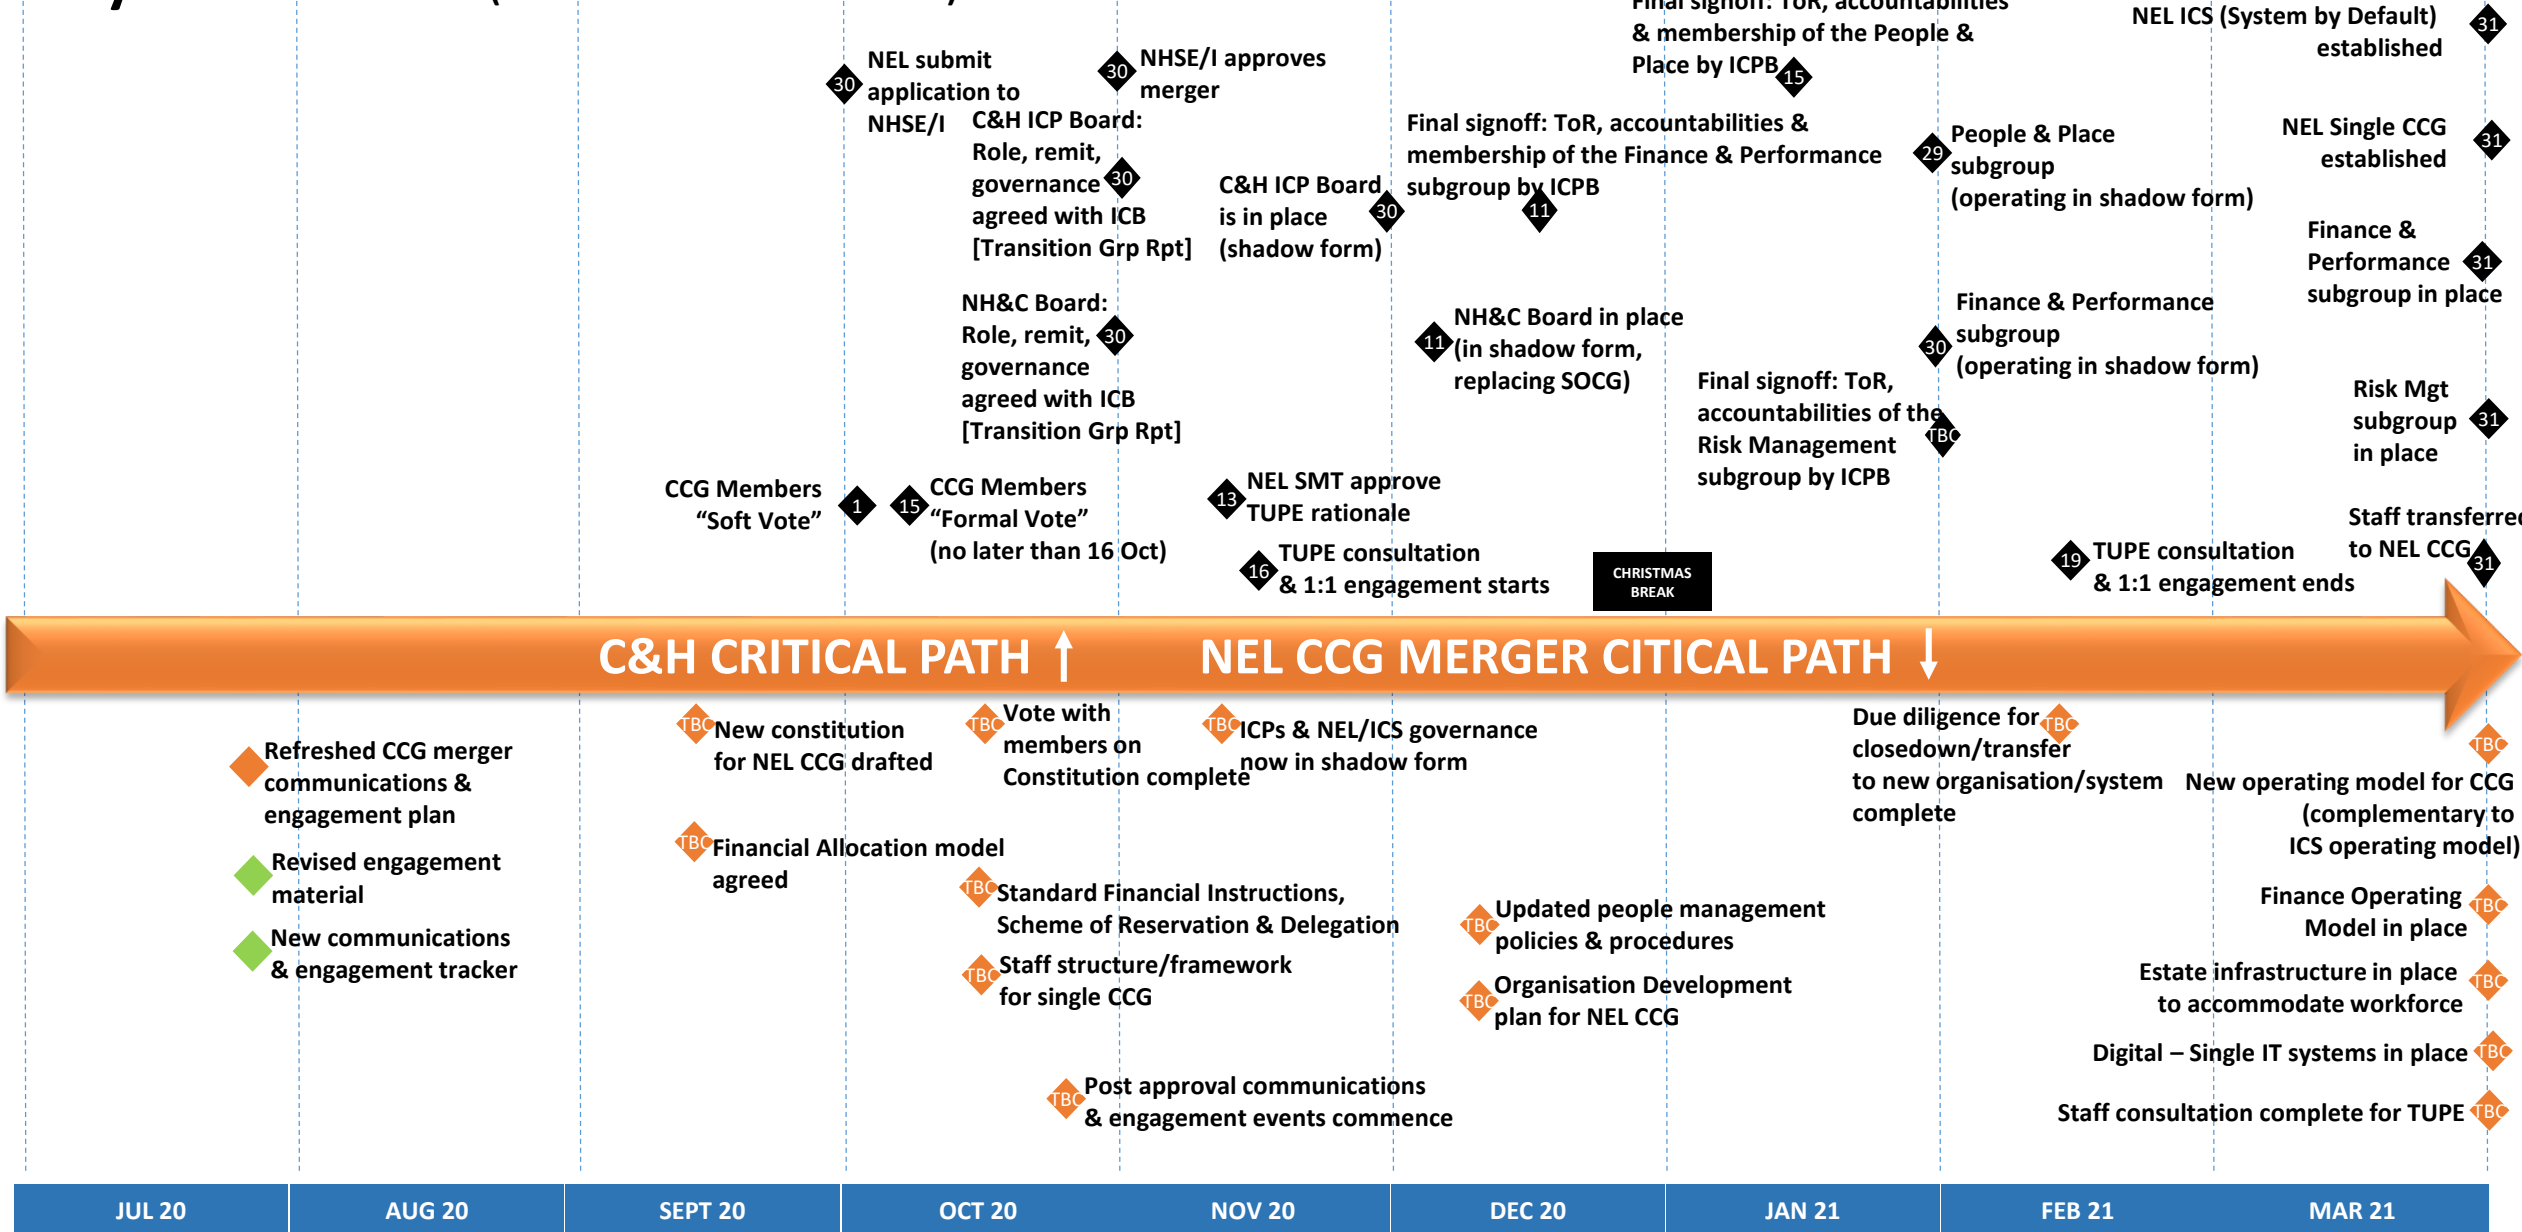 Final signoff: ToR, accountabilities
& membership of the People &
Place by ICPB
15
NEL ICS (System by Default)
established
31
30
NEL submit
application to
NHSE/I
30
NHSE/I approves
merger
C&H ICP Board:
Role, remit,
governance
agreed with ICB
[Transition Grp Rpt]
30
C&H ICP Board
is in place
(shadow form)
30
Final signoff: ToR, accountabilities &
membership of the Finance & Performance
subgroup by ICPB
11
29
People & Place
subgroup
(operating in shadow form)
NEL Single CCG
established
31
Finance &
Performance
subgroup in place
31
NH&C Board:
Role, remit,
governance
agreed with ICB
[Transition Grp Rpt]
30
11
NH&C Board in place
(in shadow form,
replacing SOCG)
30
Finance & Performance
subgroup
(operating in shadow form)
Final signoff: ToR,
accountabilities of the
Risk Management
subgroup by ICPB
TBC
Risk Mgt
subgroup
in place
31
CCG Members
“Soft Vote”
1
15
CCG Members
“Formal Vote”
(no later than 16 Oct)
13
NEL SMT approve
TUPE rationale
16
TUPE consultation
& 1:1 engagement starts
CHRISTMAS
BREAK
19
TUPE consultation
& 1:1 engagement ends
Staff transferred
to NEL CCG
31
C&H CRITICAL PATH ↑
NEL CCG MERGER CITICAL PATH ↓
Refreshed CCG merger
communications &
engagement plan
Revised engagement
material
New communications
& engagement tracker
TBC
New constitution
for NEL CCG drafted
TBC
Financial Allocation model
agreed
TBC
Vote with
members on
Constitution complete
TBC
Standard Financial Instructions,
Scheme of Reservation & Delegation
TBC
Staff structure/framework
for single CCG
TBC
Post approval communications
& engagement events commence
TBC
ICPs & NEL/ICS governance
now in shadow form
TBC
Updated people management
policies & procedures
TBC
Organisation Development
plan for NEL CCG
Due diligence for
closedown/transfer
to new organisation/system
complete
TBC
TBC
New operating model for CCG
(complementary to
ICS operating model)
Finance Operating
Model in place
TBC
Estate infrastructure in place
to accommodate workforce
TBC
Digital – Single IT systems in place
TBC
Staff consultation complete for TUPE
TBC
JUL 20
AUG 20
SEPT 20
OCT 20
NOV 20
DEC 20
JAN 21
FEB 21
MAR 21